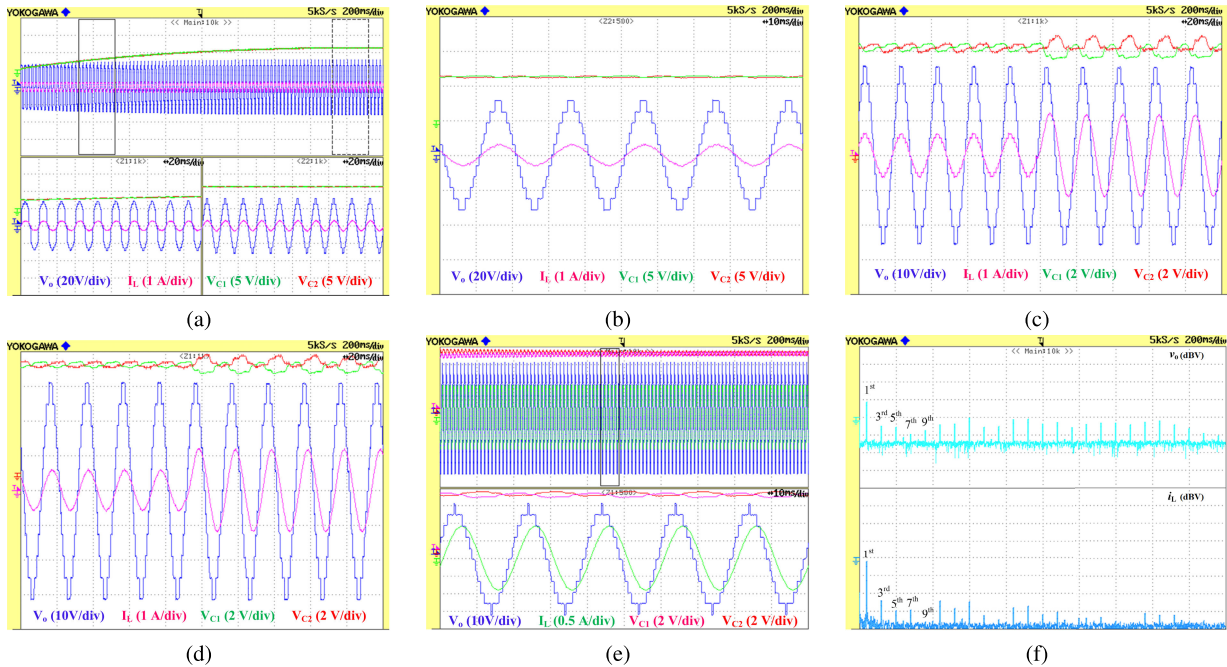 YOKOGAWA 5kS/s 200ms/div
<< Main:10k >>
<Z1:1k> 20ms/div <Z2:1k> 20ms/div
Vo (20V/div) IL (1 A/div) VC1 (5 V/div) VC2 (5 V/div)
(a)
YOKOGAWA 5kS/s 200ms/div
<Z2:500> 10ms/div
Vo (20V/div) IL (1 A/div) VC1 (5 V/div) VC2 (5 V/div)
(b)
YOKOGAWA 5kS/s 200ms/div
<Z1:1k> 20ms/div
Vo (10V/div) IL (1 A/div) VC1 (2 V/div) VC2 (2 V/div)
(c)
YOKOGAWA 5kS/s 200ms/div
<Z1:1k> 20ms/div
Vo (10V/div) IL (1 A/div) VC1 (2 V/div) VC2 (2 V/div)
(d)
YOKOGAWA 5kS/s 200ms/div
<Z1:500> 10ms/div
Vo (10V/div) IL (0.5 A/div) VC1 (2 V/div) VC2 (2 V/div)
(e)
YOKOGAWA 5kS/s 200ms/div
<< Main:10k >> vo (dBV)
1st
3rd 5th 7th 9th
iL (dBV)
1st
3rd 5th 7th 9th
(f)